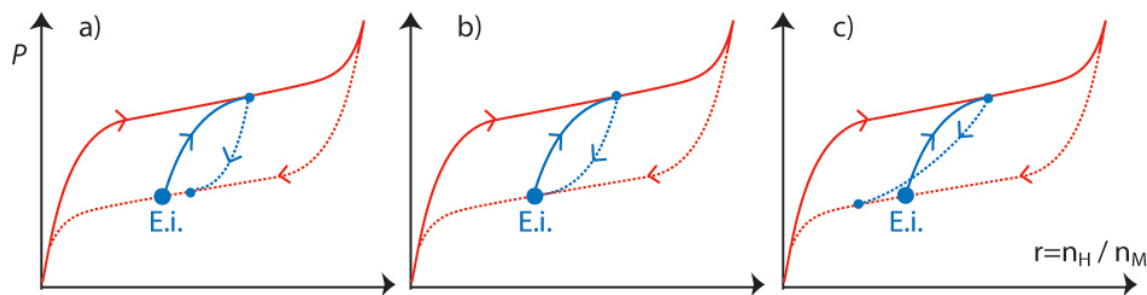 a)
b)
c)
P
E.i.
E.i.
E.i.
r=n_H / n_M